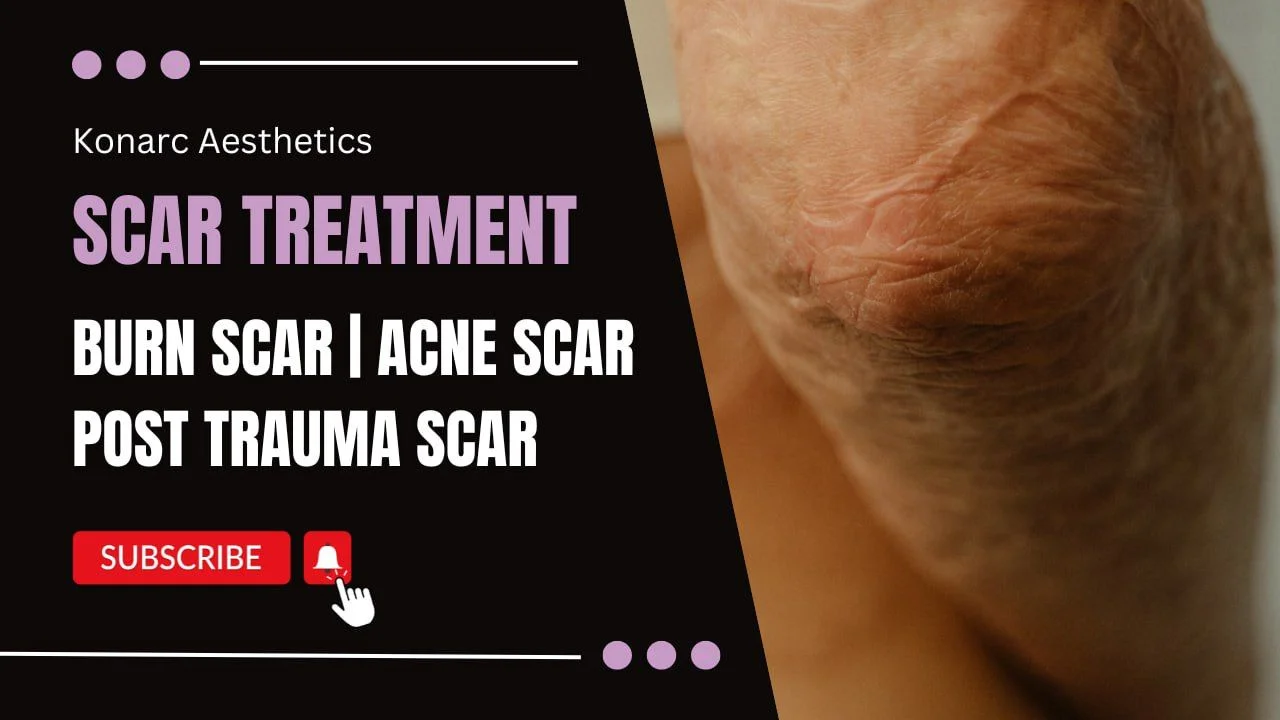 Konarc Aesthetics
SCAR TREATMENT
BURN SCAR | ACNE SCAR
POST TRAUMA SCAR
SUBSCRIBE